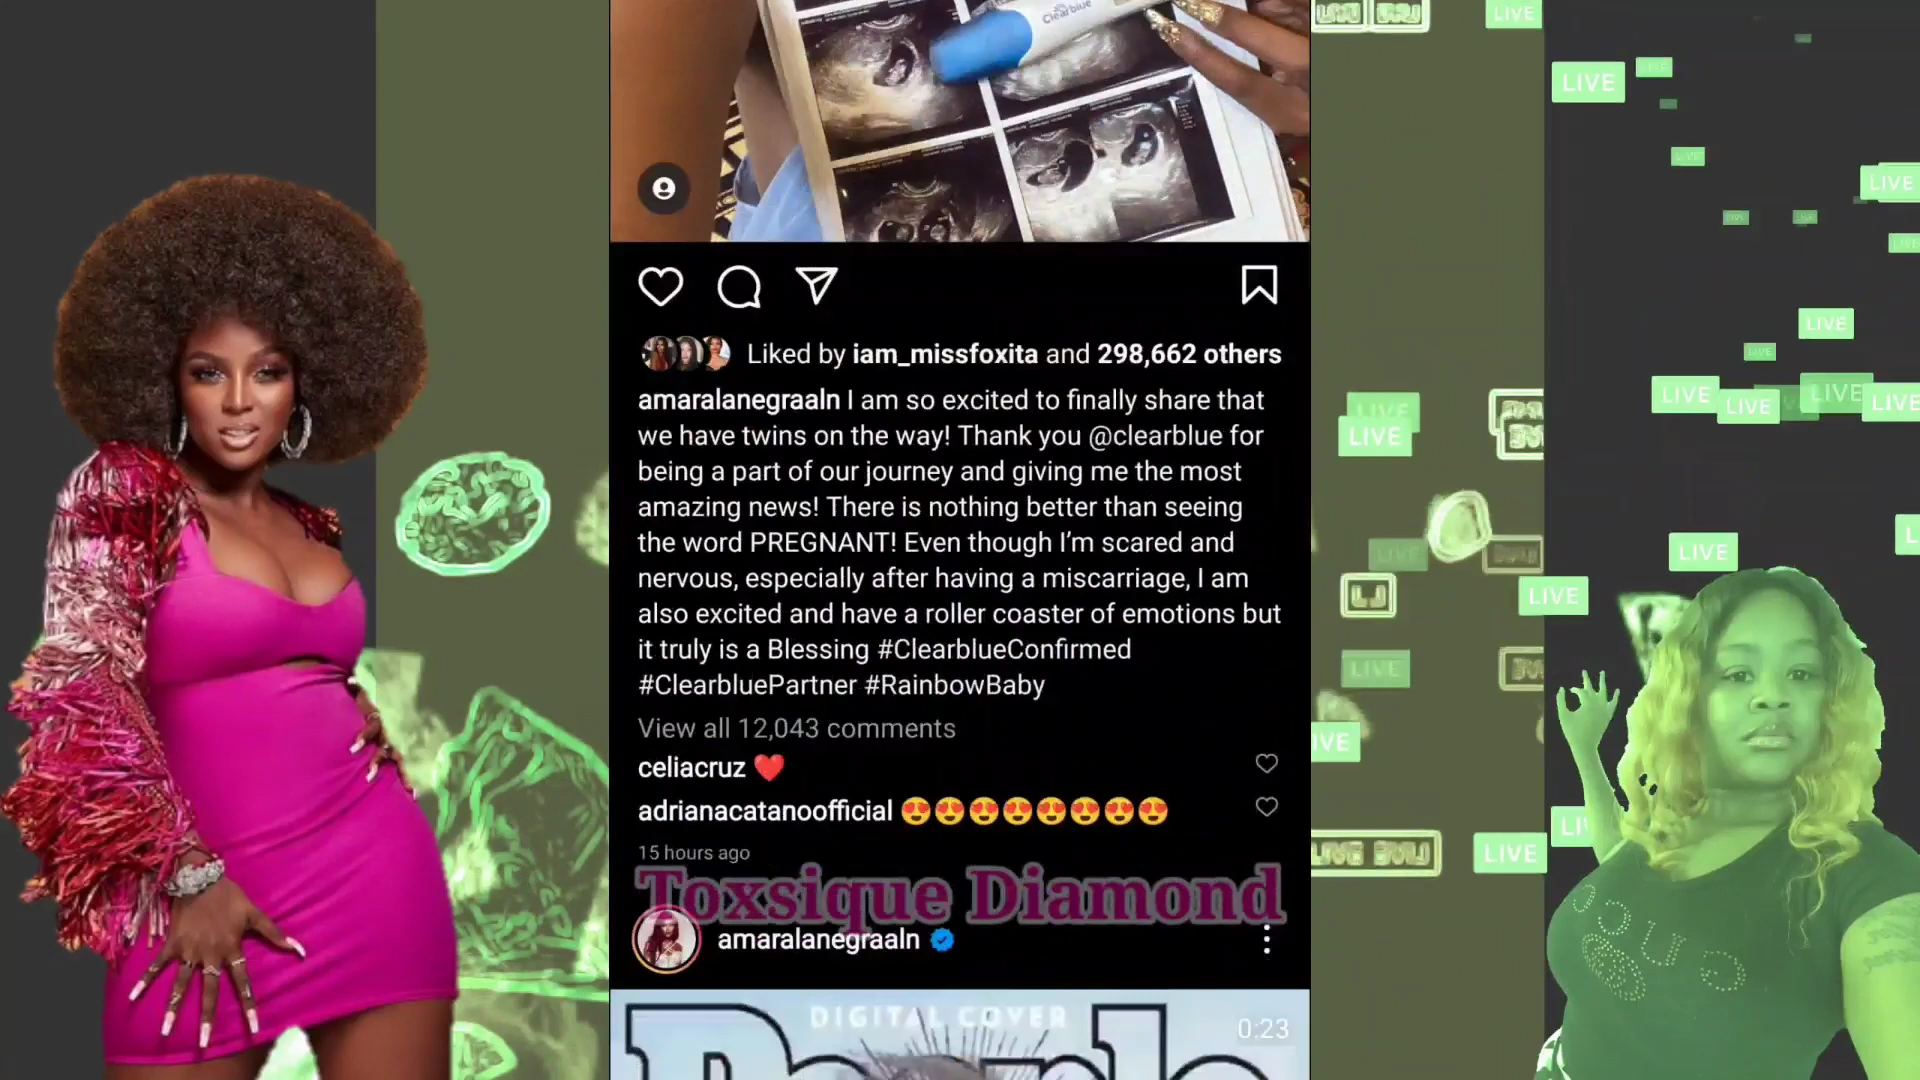 Clearblue
LIVE
LIVE
LIVE
LIVE
Liked by iam_missfoxita and 298,662 others
amaralanegraaln I am so excited to finally share that
we have twins on the way! Thank you @clearblue for
being a part of our journey and giving me the most
amazing news! There is nothing better than seeing
the word PREGNANT! Even though I’m scared and
nervous, especially after having a miscarriage, I am
also excited and have a roller coaster of emotions but
it truly is a Blessing #ClearblueConfirmed
#ClearbluePartner #RainbowBaby
View all 12,043 comments
celiacruz ❤️
adrianacatanoofficial 😍😍😍😍😍😍😍😍
15 hours ago
Toxsique Diamond
amaralanegraaln
DIGITAL COVER
0:23
People
LIVE
LIVE
LIVE
LIVE
LIVE
LIVE
LIVE
LIVE
LIVE
LIVE
LIVE